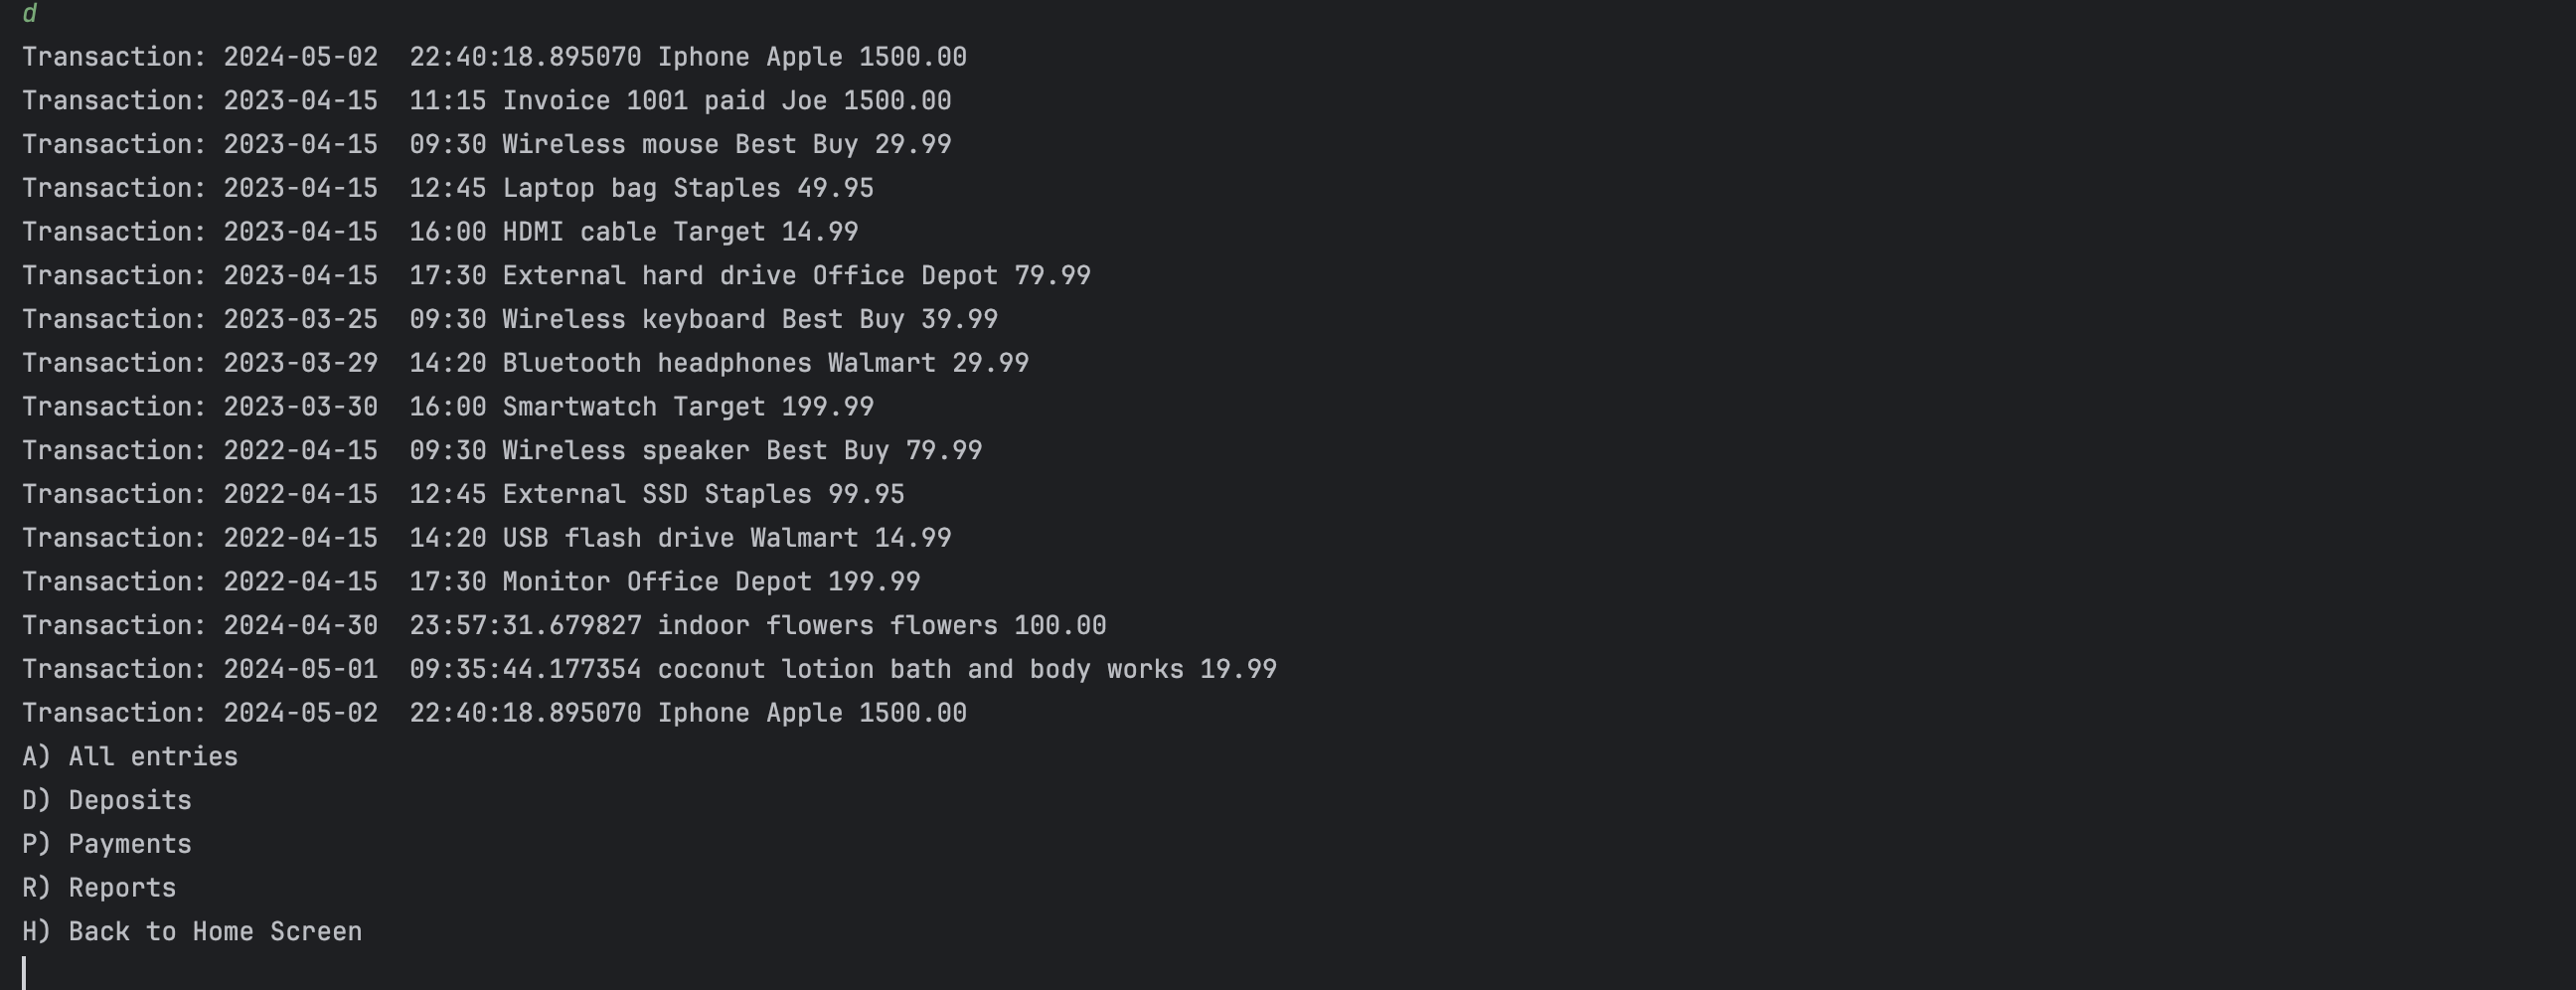 d
Transaction: 2024-05-02  22:40:18.895070 Iphone Apple 1500.00
Transaction: 2023-04-15  11:15 Invoice 1001 paid Joe 1500.00
Transaction: 2023-04-15  09:30 Wireless mouse Best Buy 29.99
Transaction: 2023-04-15  12:45 Laptop bag Staples 49.95
Transaction: 2023-04-15  16:00 HDMI cable Target 14.99
Transaction: 2023-04-15  17:30 External hard drive Office Depot 79.99
Transaction: 2023-03-25  09:30 Wireless keyboard Best Buy 39.99
Transaction: 2023-03-29  14:20 Bluetooth headphones Walmart 29.99
Transaction: 2023-03-30  16:00 Smartwatch Target 199.99
Transaction: 2022-04-15  09:30 Wireless speaker Best Buy 79.99
Transaction: 2022-04-15  12:45 External SSD Staples 99.95
Transaction: 2022-04-15  14:20 USB flash drive Walmart 14.99
Transaction: 2022-04-15  17:30 Monitor Office Depot 199.99
Transaction: 2024-04-30  23:57:31.679827 indoor flowers flowers 100.00
Transaction: 2024-05-01  09:35:44.177354 coconut lotion bath and body works 19.99
Transaction: 2024-05-02  22:40:18.895070 Iphone Apple 1500.00
A) All entries
D) Deposits
P) Payments
R) Reports
H) Back to Home Screen